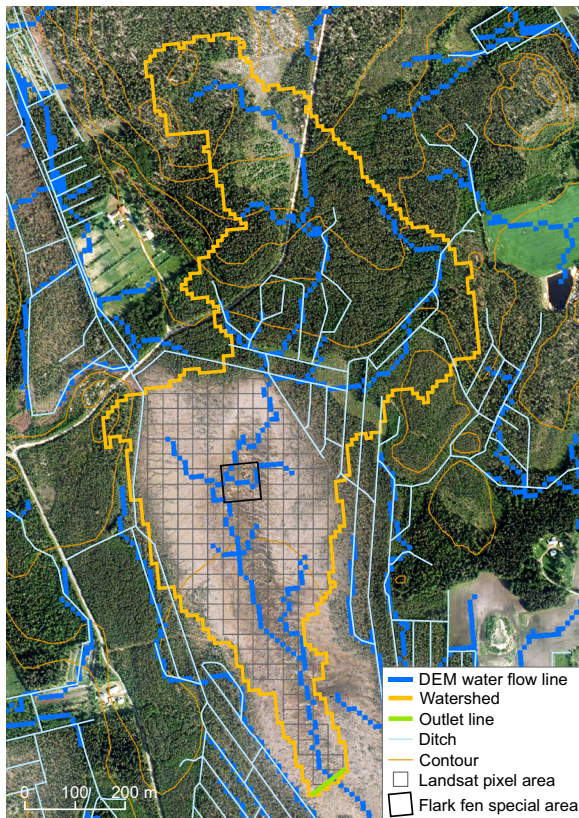 DEM water flow line
Watershed
Outlet line
Ditch
Contour
Landsat pixel area
Flark fen special area
0 100 200 m